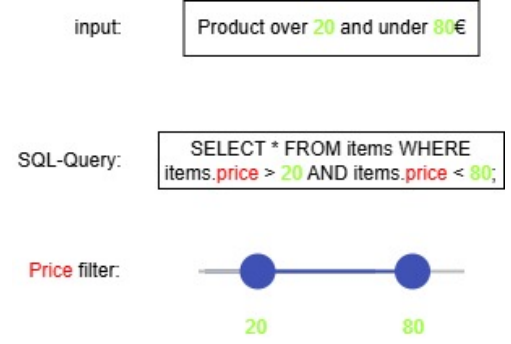 input:
Product over 20 and under 80€
SQL-Query:
SELECT * FROM items WHERE
items.price > 20 AND items.price < 80;
Price filter:
20 80